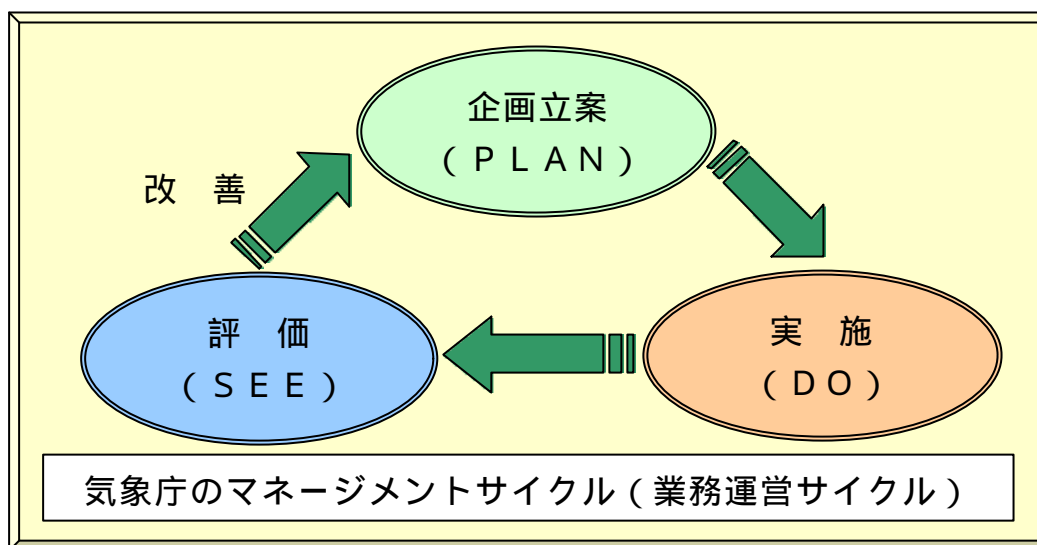 企画立案
（ＰＬＡＮ）
改　善
評　価
（ＳＥＥ）
実　施
（ＤＯ）
気象庁のマネージメントサイクル（業務運営サイクル）